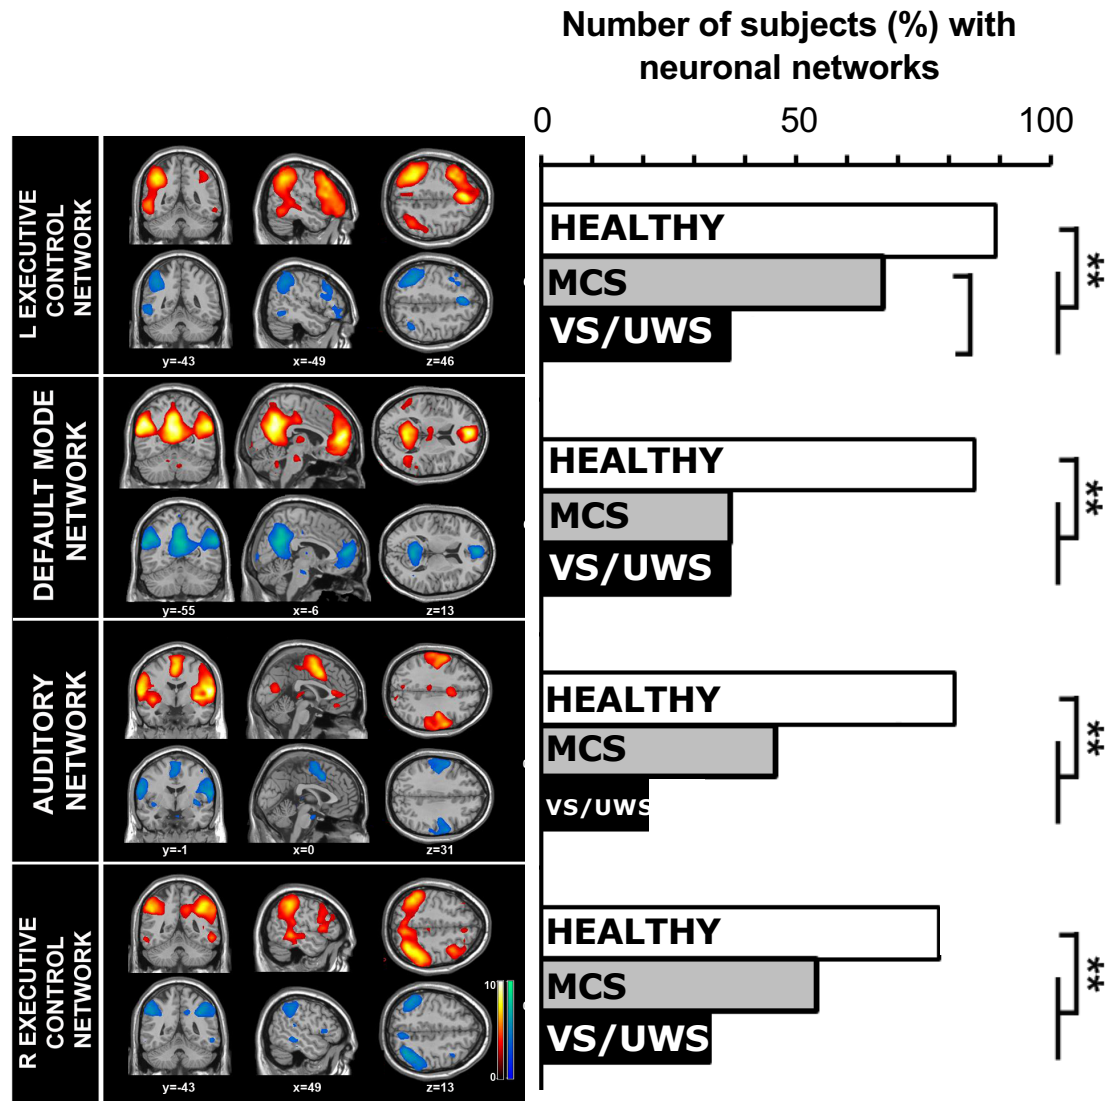 Number of subjects (%) with
neuronal networks
0 50 100
L EXECUTIVE
CONTROL
NETWORK
y=-43 x=-49 z=46
HEALTHY
MCS
VS/UWS
**
DEFAULT MODE
NETWORK
y=-55 x=-6 z=13
HEALTHY
MCS
VS/UWS
**
AUDITORY
NETWORK
y=-1 x=0 z=31
HEALTHY
MCS
VS/UWS
**
R EXECUTIVE
CONTROL
NETWORK
10
0
y=-43 x=49 z=13
HEALTHY
MCS
VS/UWS
**